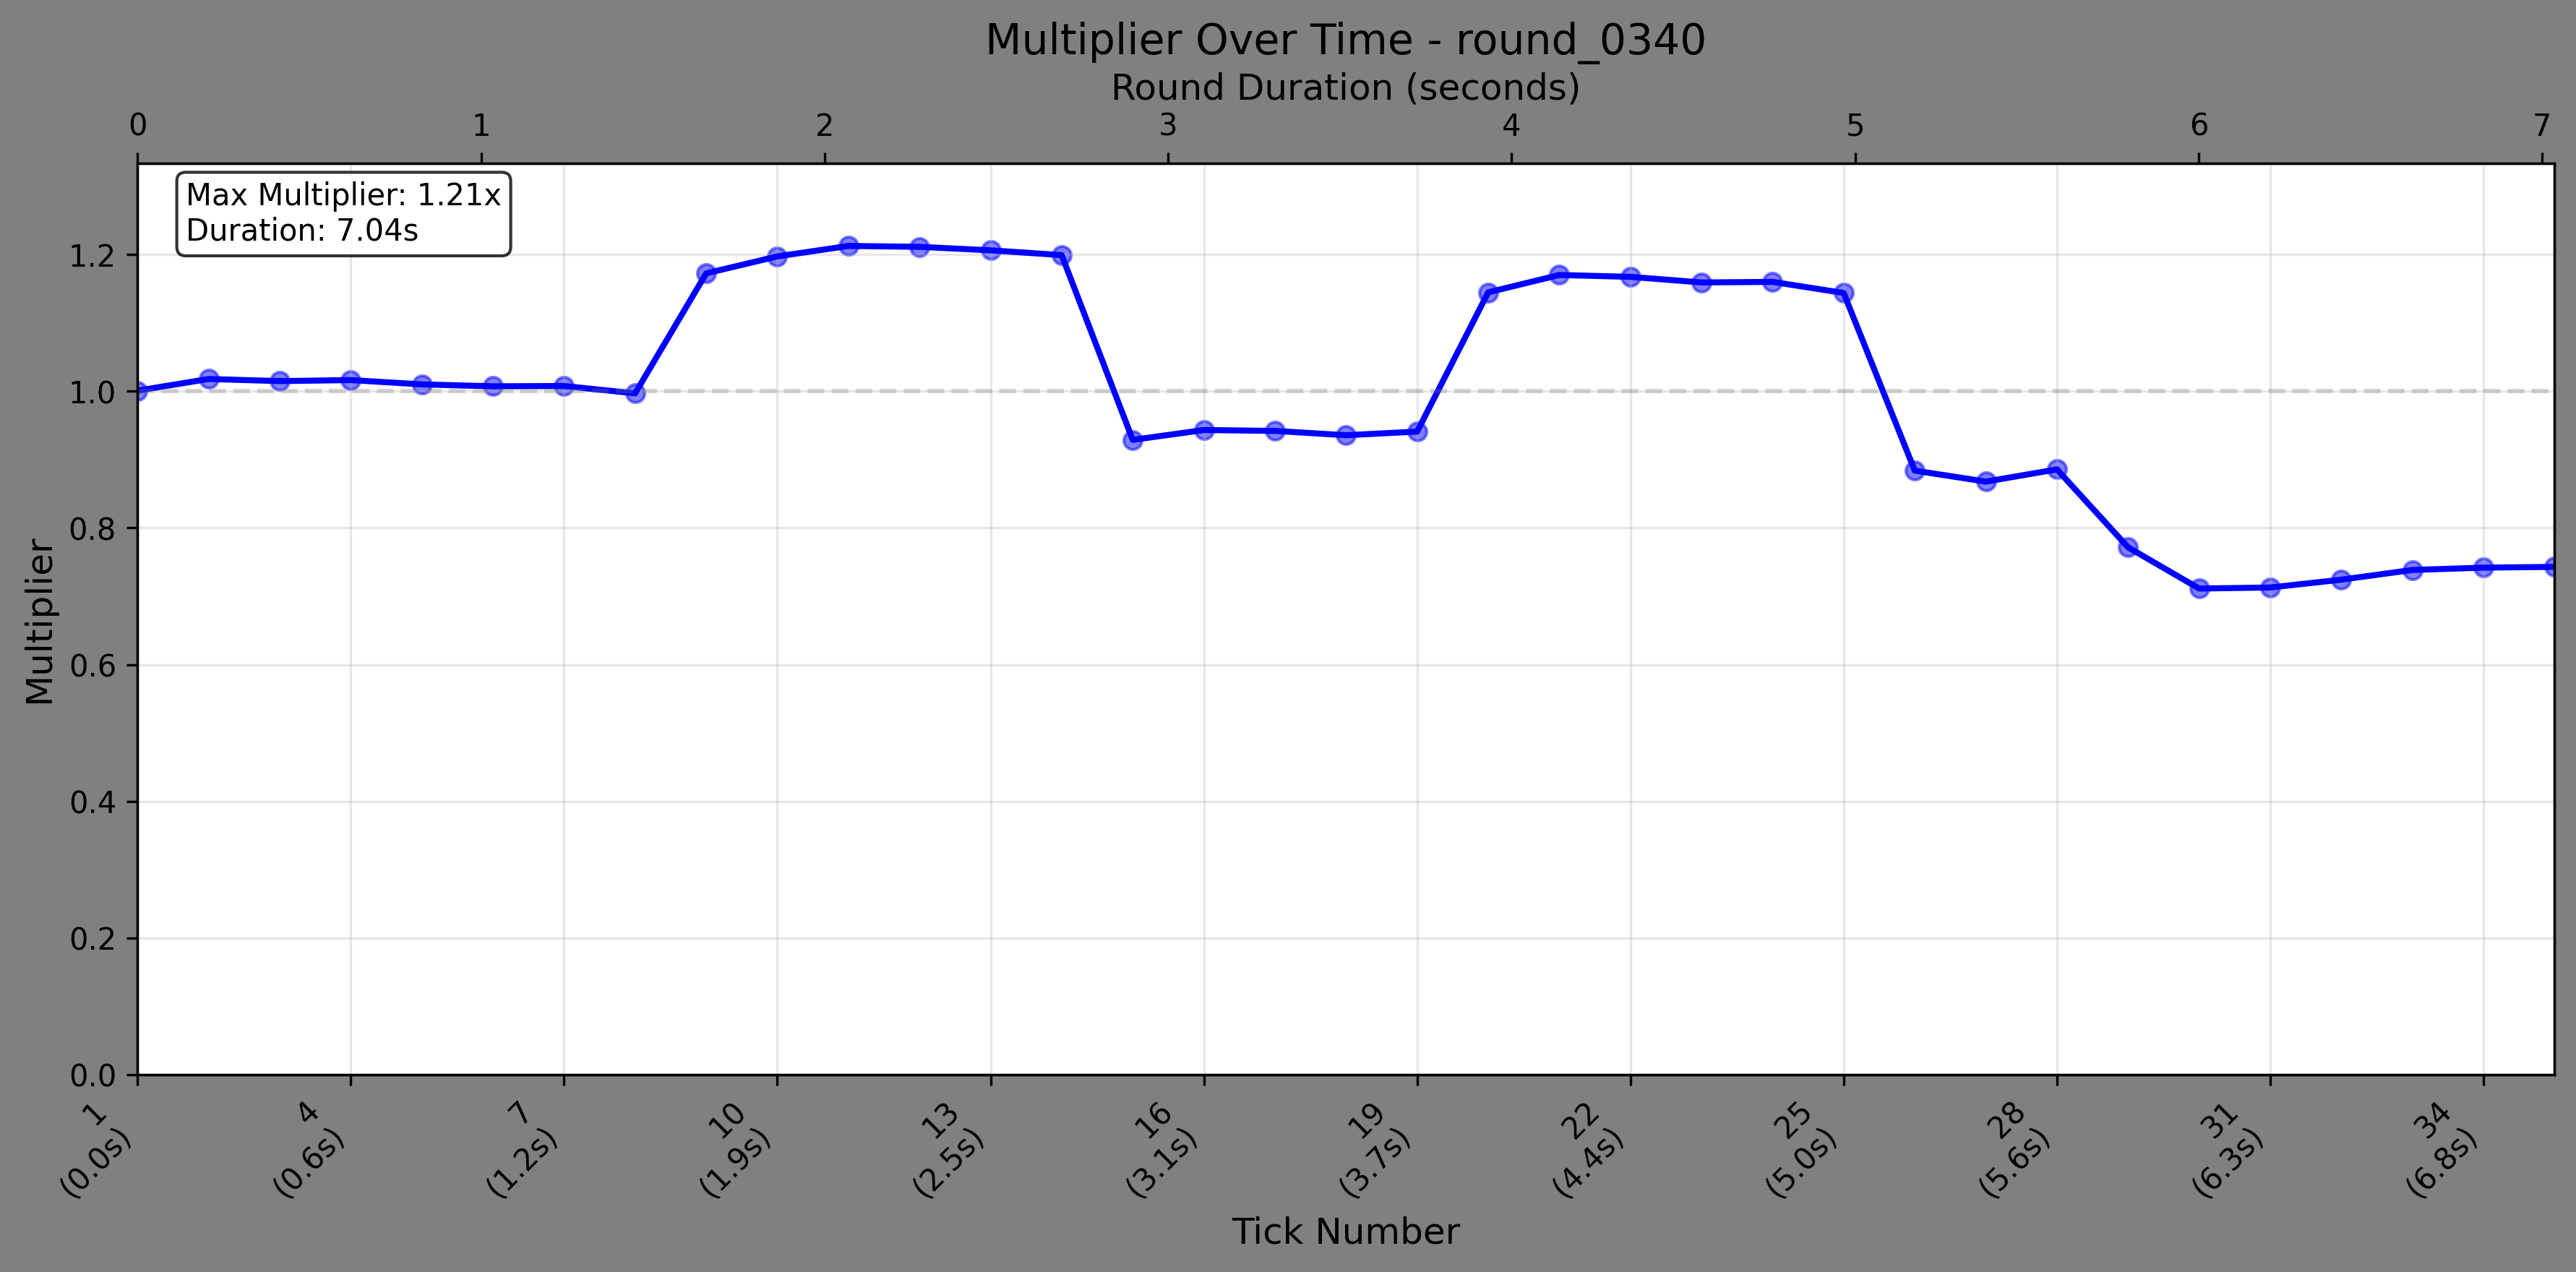 Multiplier Over Time - round_0340
Round Duration (seconds)
0 1 2 3 4 5 6 7
Max Multiplier: 1.21x
Duration: 7.04s
Multiplier
1.2
1.0
0.8
0.6
0.4
0.2
0.0
1
(0.0s)
4
(0.6s)
7
(1.2s)
10
(1.9s)
13
(2.5s)
16
(3.1s)
19
(3.7s)
22
(4.4s)
25
(5.0s)
28
(5.6s)
31
(6.3s)
34
(6.8s)
Tick Number